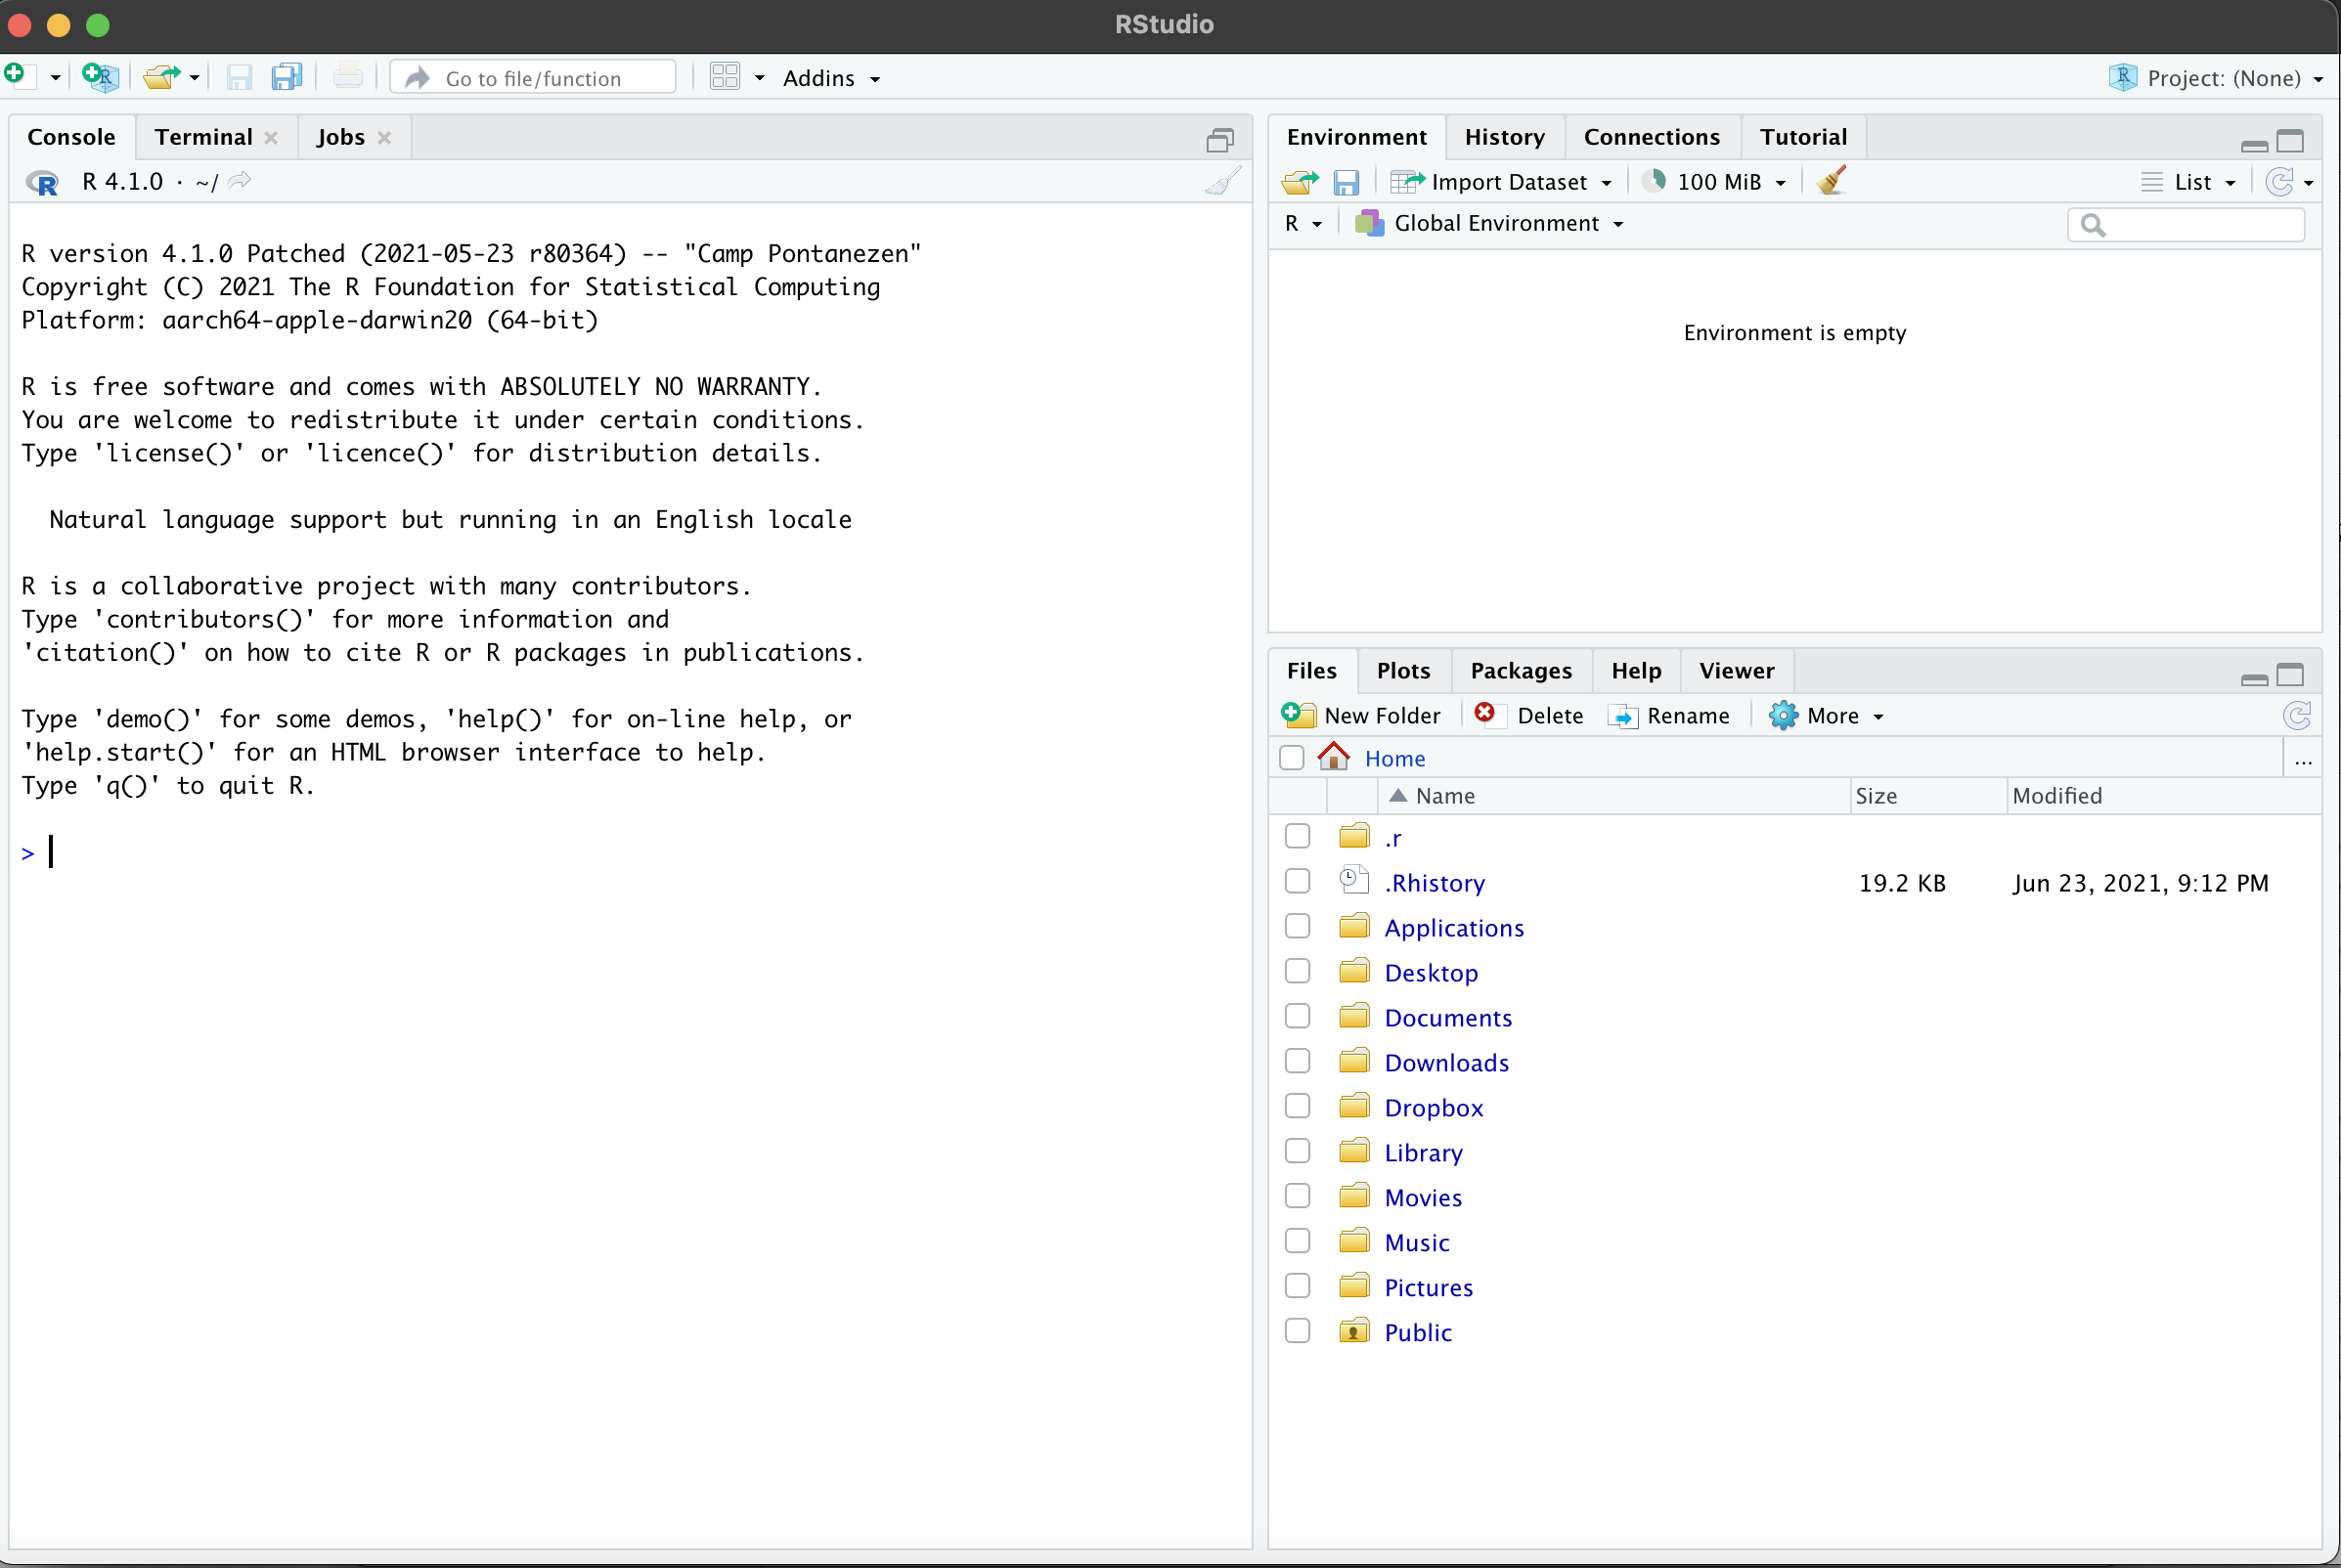 RStudio
Go to file/function
Addins
Project: (None)
Console
Terminal
Jobs
R 4.1.0 · ~/
R version 4.1.0 Patched (2021-05-23 r80364) -- "Camp Pontanezen"
Copyright (C) 2021 The R Foundation for Statistical Computing
Platform: aarch64-apple-darwin20 (64-bit)
R is free software and comes with ABSOLUTELY NO WARRANTY.
You are welcome to redistribute it under certain conditions.
Type 'license()' or 'licence()' for distribution details.
Natural language support but running in an English locale
R is a collaborative project with many contributors.
Type 'contributors()' for more information and
'citation()' on how to cite R or R packages in publications.
Type 'demo()' for some demos, 'help()' for on-line help, or
'help.start()' for an HTML browser interface to help.
Type 'q()' to quit R.
>
Environment
History
Connections
Tutorial
Import Dataset
100 MiB
List
R
Global Environment
Environment is empty
Files
Plots
Packages
Help
Viewer
New Folder
Delete
Rename
More
Home
...
Name
Size
Modified
.r
.Rhistory 19.2 KB Jun 23, 2021, 9:12 PM
Applications
Desktop
Documents
Downloads
Dropbox
Library
Movies
Music
Pictures
Public